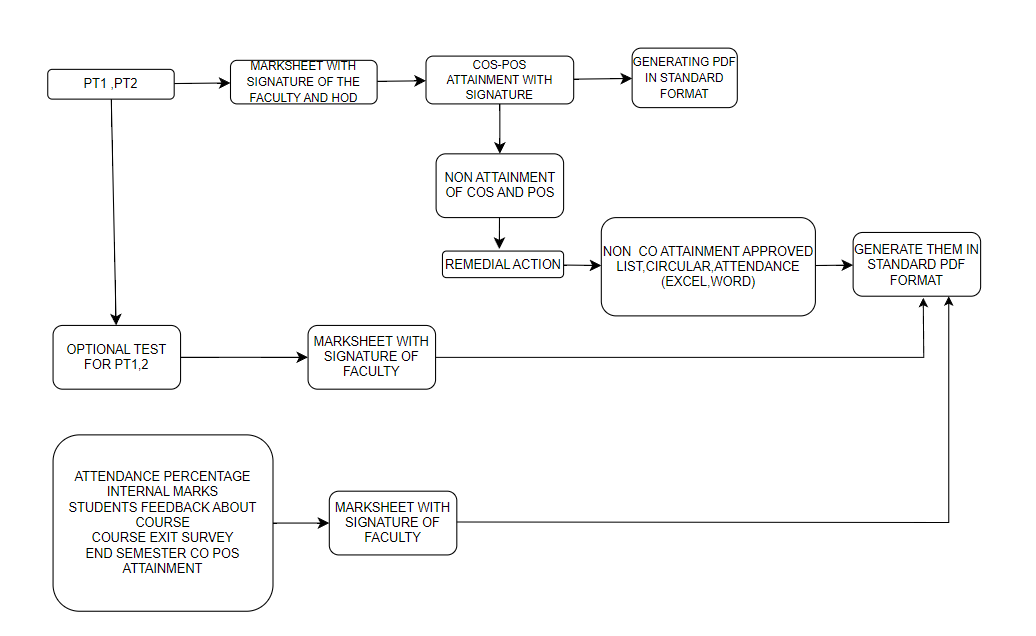 PT1 ,PT2
MARKSHEET WITH
SIGNATURE OF THE
FACULTY AND HOD
COS-POS
ATTAINMENT WITH
SIGNATURE
GENERATING PDF
IN STANDARD
FORMAT
NON ATTAINMENT
OF COS AND POS
REMEDIAL ACTION
NON CO ATTAINMENT APPROVED
LIST,CIRCULAR,ATTENDANCE
(EXCEL,WORD)
GENERATE THEM IN
STANDARD PDF
FORMAT
OPTIONAL TEST
FOR PT1,2
MARKSHEET WITH
SIGNATURE OF
FACULTY
ATTENDANCE PERCENTAGE
INTERNAL MARKS
STUDENTS FEEDBACK ABOUT
COURSE
COURSE EXIT SURVEY
END SEMESTER CO POS
ATTAINMENT
MARKSHEET WITH
SIGNATURE OF
FACULTY